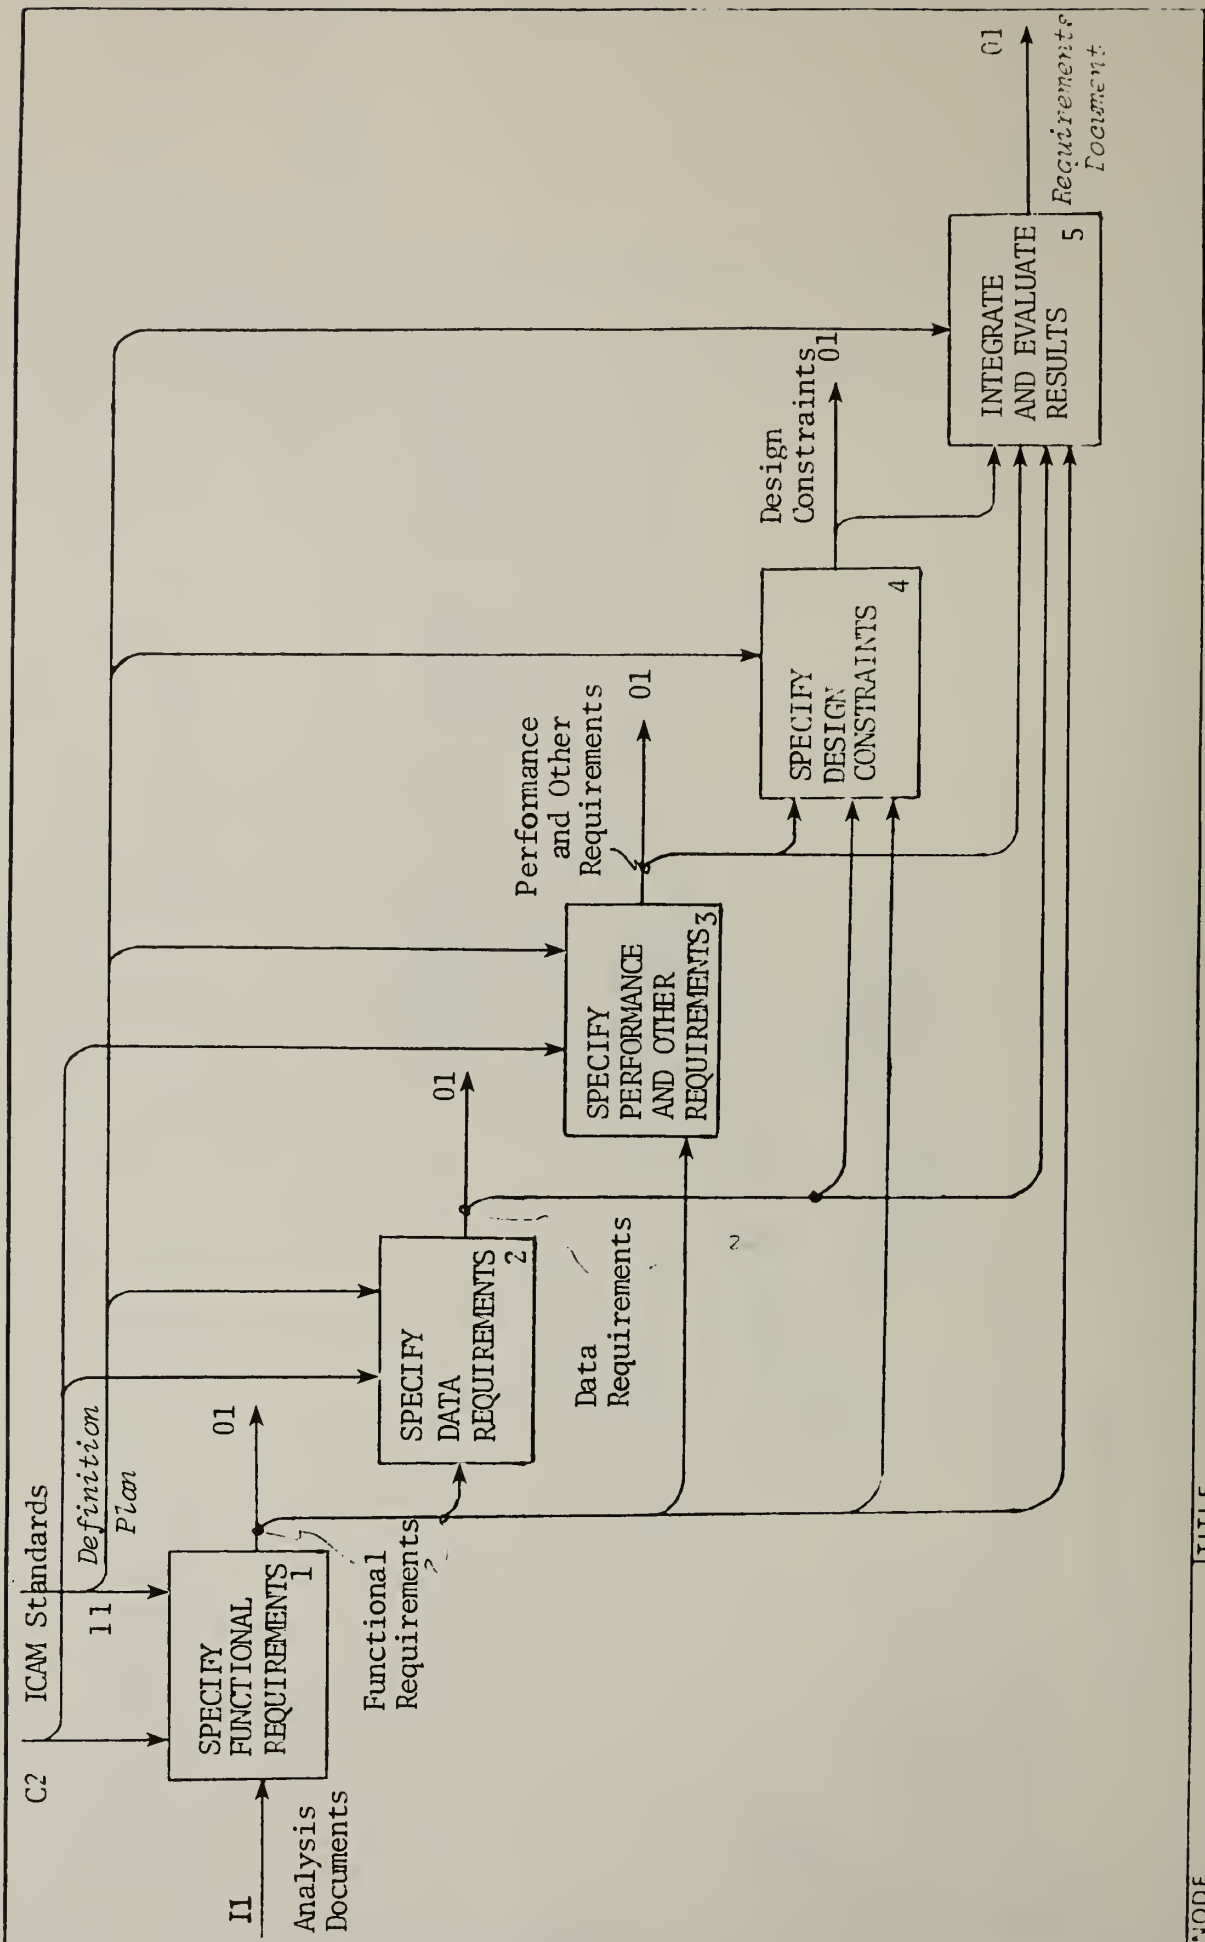 C2
ICAM Standards
11
Definition
Plan
I1
Analysis
Documents
SPECIFY
FUNCTIONAL
REQUIREMENTS
1
01
Functional
Requirements
SPECIFY
DATA
REQUIREMENTS
2
01
Data
Requirements
SPECIFY
PERFORMANCE
AND OTHER
REQUIREMENTS
3
Performance
and Other
Requirements
01
SPECIFY
DESIGN
CONSTRAINTS
4
Design
Constraints
01
INTEGRATE
AND EVALUATE
RESULTS
5
01
Requirements
Document
NODE
TITLE